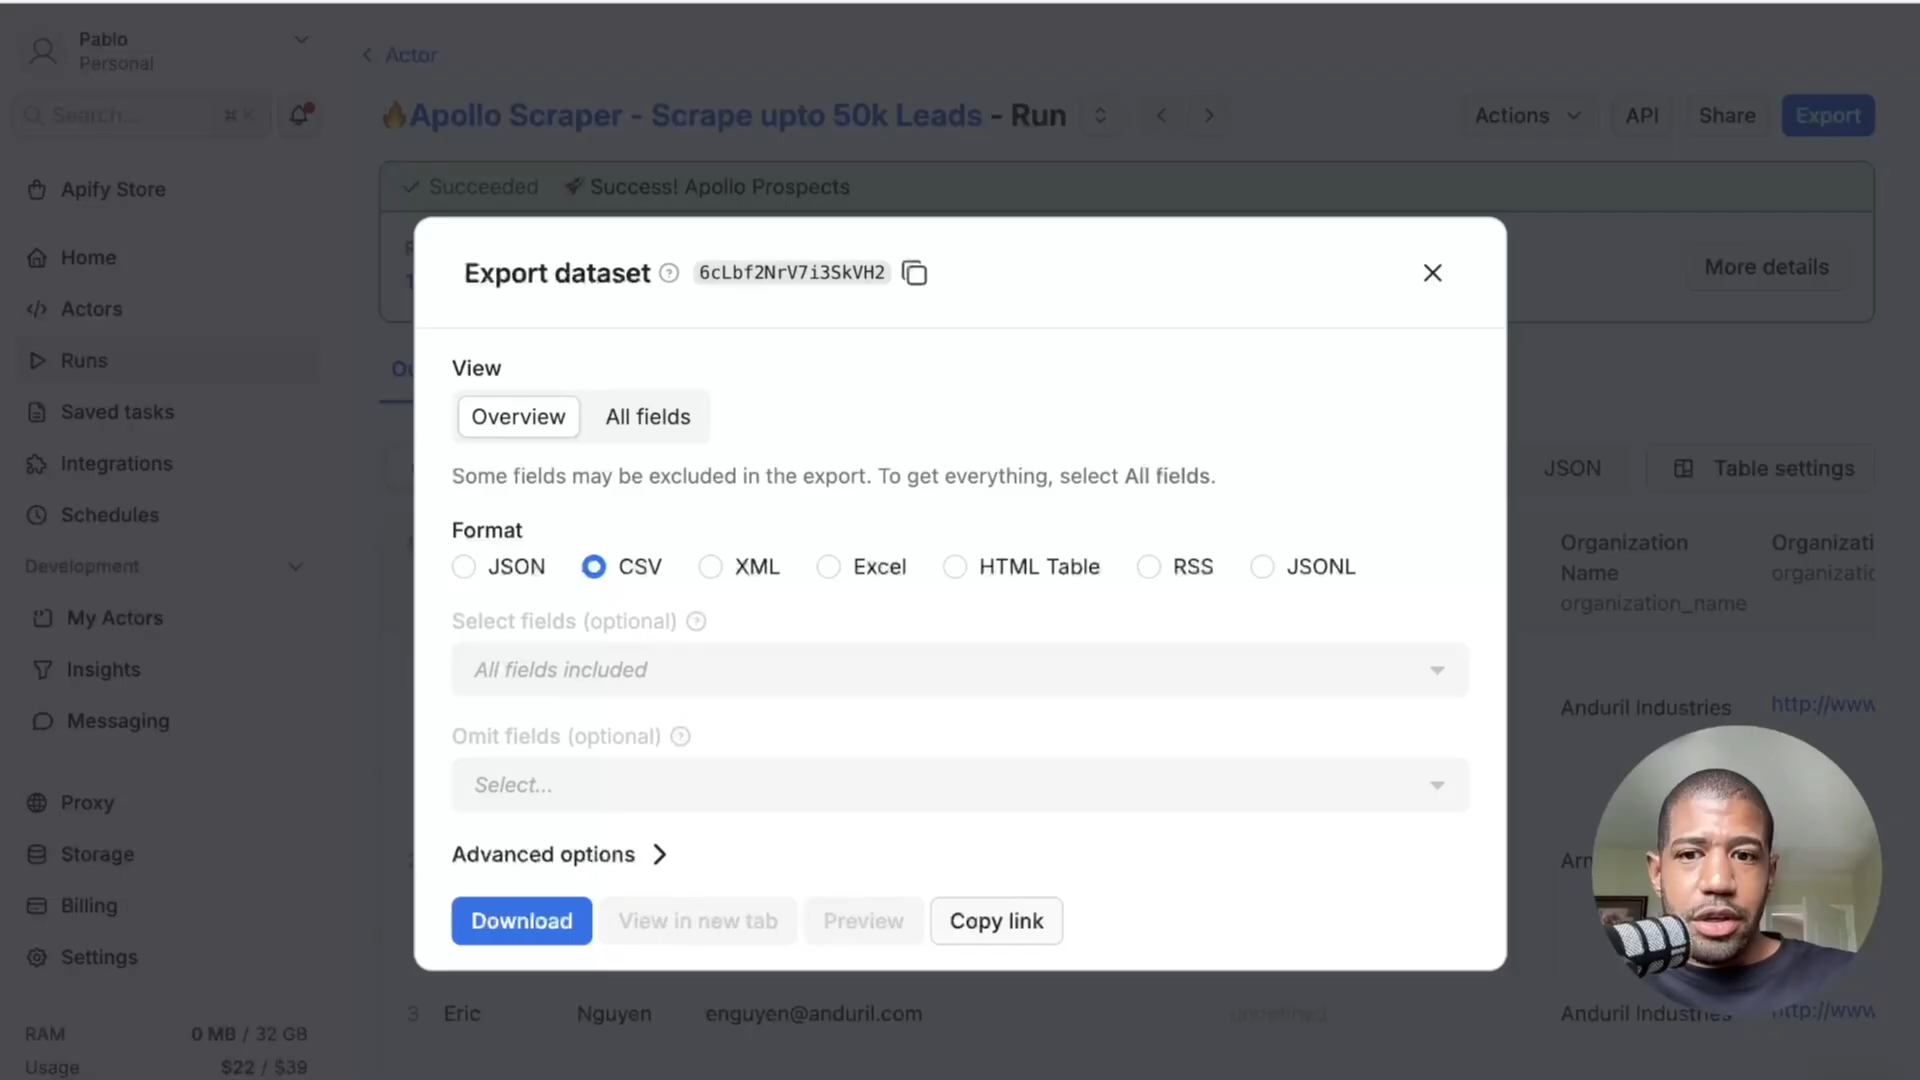 Pablo
Personal
Search...
⌘ K
Apify Store
Home
Actors
Runs
Saved tasks
Integrations
Schedules
Development
My Actors
Insights
Messaging
Proxy
Storage
Billing
Settings
RAM 0 MB / 32 GB
Usage $22 / $39
Actor
🔥Apollo Scraper - Scrape upto 50k Leads - Run
Actions
API
Share
Export
Succeeded 🚀 Success! Apollo Prospects
More details
Export dataset 6cLbf2NrV7i3SkVH2
View
Overview All fields
Some fields may be excluded in the export. To get everything, select All fields.
Format
JSON CSV XML Excel HTML Table RSS JSONL
Select fields (optional)
All fields included
Omit fields (optional)
Select...
Advanced options
Download View in new tab Preview Copy link
JSON Table settings
Organization
Name
organization_name
Anduril Industries http://www
3 Eric Nguyen enguyen@anduril.com undefined Anduril Industries http://www